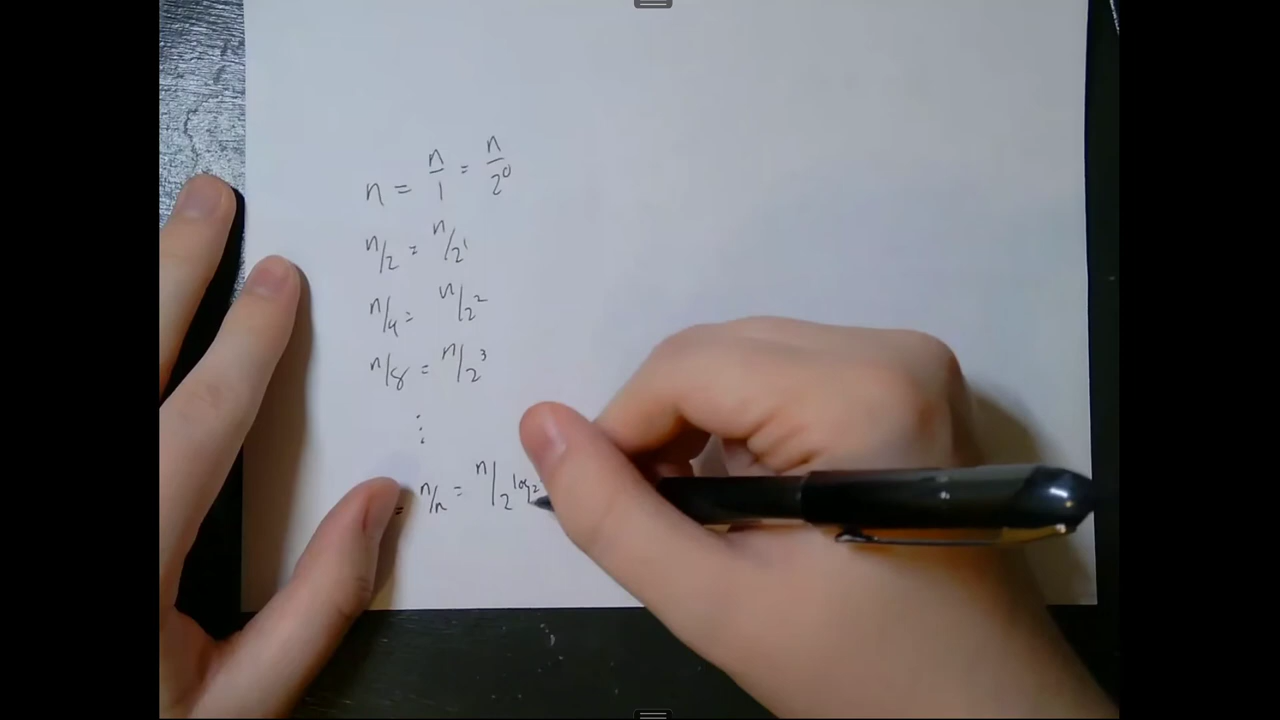 n = n/1 = n/2⁰
n/2 = n/2¹
n/4 = n/2²
n/8 = n/2³
⋮
= n/n = n/2^log₂